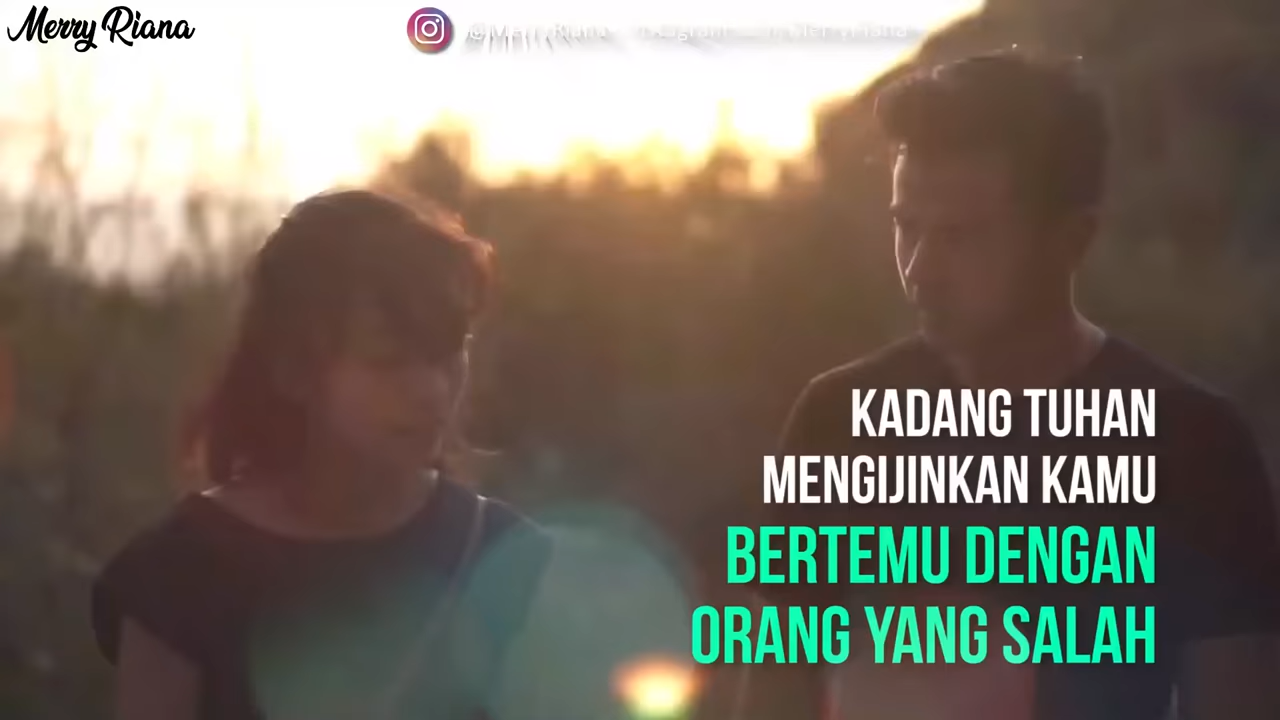 Merry Riana
KADANG TUHAN
MENGIJINKAN KAMU
BERTEMU DENGAN
ORANG YANG SALAH